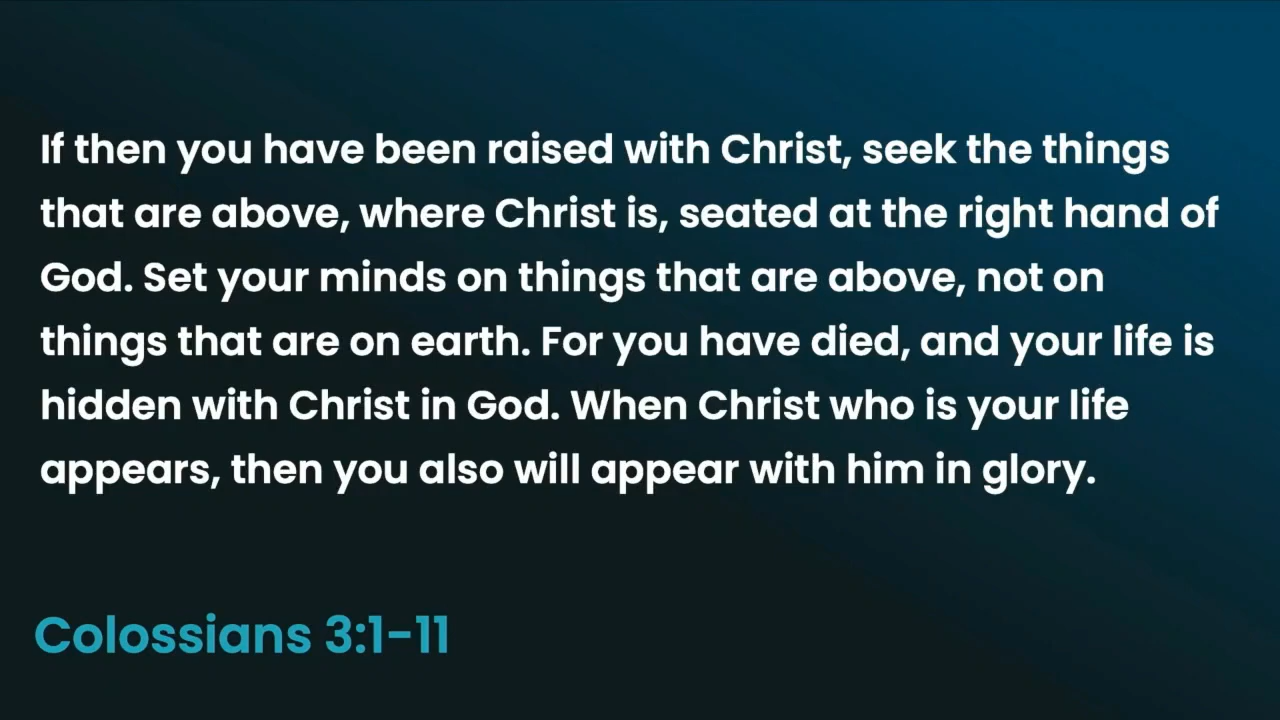 If then you have been raised with Christ, seek the things
that are above, where Christ is, seated at the right hand of
God. Set your minds on things that are above, not on
things that are on earth. For you have died, and your life is
hidden with Christ in God. When Christ who is your life
appears, then you also will appear with him in glory.
Colossians 3:1-11